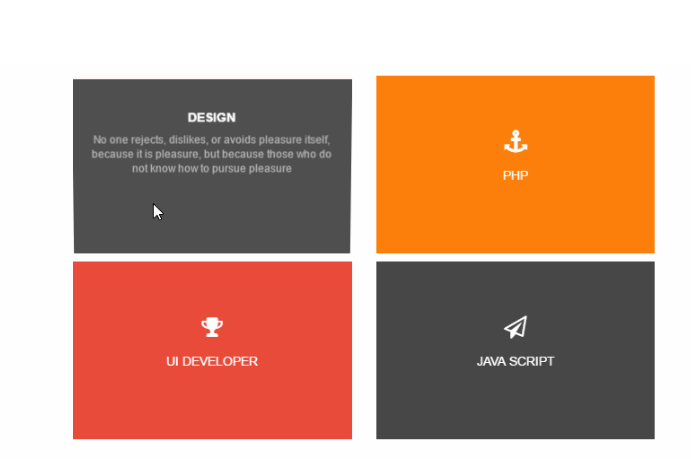 DESIGN
No one rejects, dislikes, or avoids pleasure itself,
because it is pleasure, but because those who do
not know how to pursue pleasure
PHP
UI DEVELOPER
JAVA SCRIPT